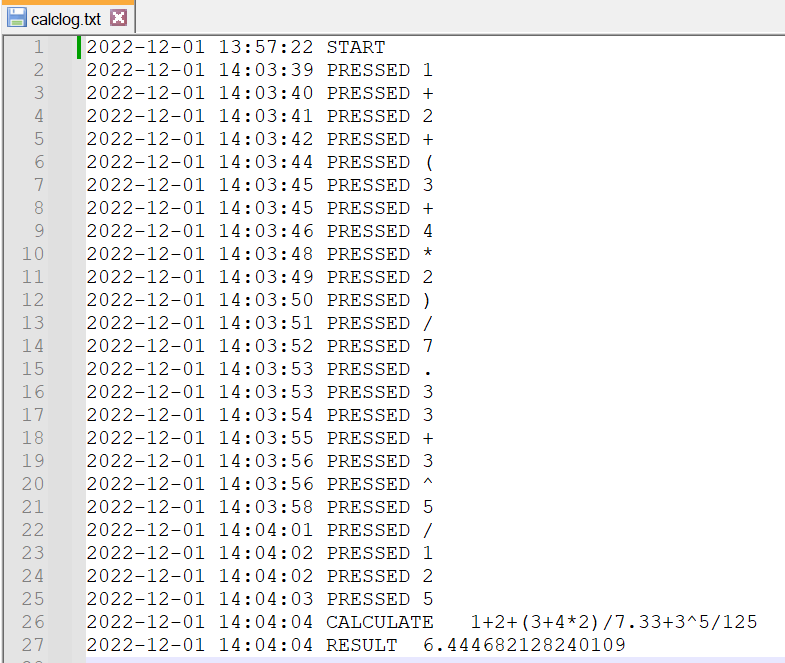 calclog.txt
1 2022-12-01 13:57:22 START
2 2022-12-01 14:03:39 PRESSED 1
3 2022-12-01 14:03:40 PRESSED +
4 2022-12-01 14:03:41 PRESSED 2
5 2022-12-01 14:03:42 PRESSED +
6 2022-12-01 14:03:44 PRESSED (
7 2022-12-01 14:03:45 PRESSED 3
8 2022-12-01 14:03:45 PRESSED +
9 2022-12-01 14:03:46 PRESSED 4
10 2022-12-01 14:03:48 PRESSED *
11 2022-12-01 14:03:49 PRESSED 2
12 2022-12-01 14:03:50 PRESSED )
13 2022-12-01 14:03:51 PRESSED /
14 2022-12-01 14:03:52 PRESSED 7
15 2022-12-01 14:03:53 PRESSED .
16 2022-12-01 14:03:53 PRESSED 3
17 2022-12-01 14:03:54 PRESSED 3
18 2022-12-01 14:03:55 PRESSED +
19 2022-12-01 14:03:56 PRESSED 3
20 2022-12-01 14:03:56 PRESSED ^
21 2022-12-01 14:03:58 PRESSED 5
22 2022-12-01 14:04:01 PRESSED /
23 2022-12-01 14:04:02 PRESSED 1
24 2022-12-01 14:04:02 PRESSED 2
25 2022-12-01 14:04:03 PRESSED 5
26 2022-12-01 14:04:04 CALCULATE 1+2+(3+4*2)/7.33+3^5/125
27 2022-12-01 14:04:04 RESULT 6.444682128240109